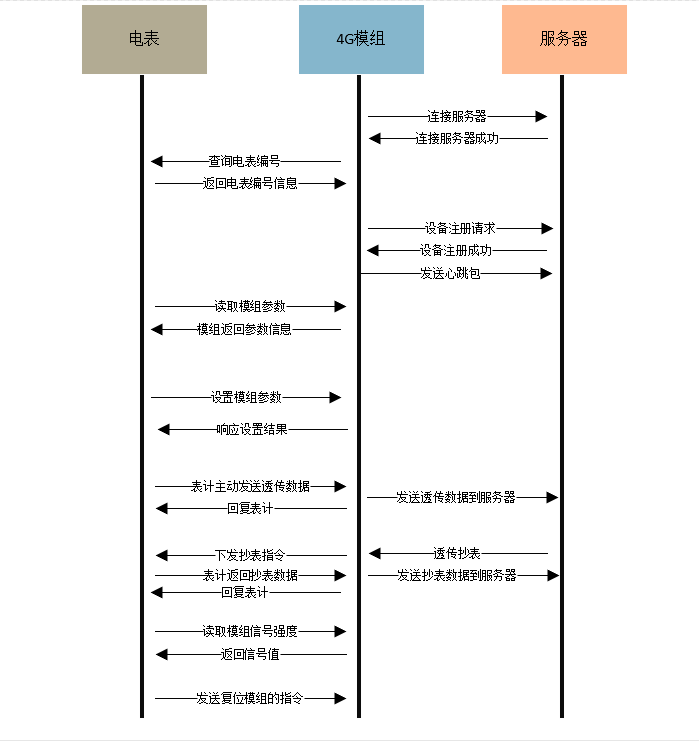 电表
4G模组
服务器
连接服务器
连接服务器成功
查询电表编号
返回电表编号信息
设备注册请求
设备注册成功
发送心跳包
读取模组参数
模组返回参数信息
设置模组参数
响应设置结果
表计主动发送透传数据
发送透传数据到服务器
回复表计
下发抄表指令
透传抄表
表计返回抄表数据
发送抄表数据到服务器
回复表计
读取模组信号强度
返回信号值
发送复位模组的指令